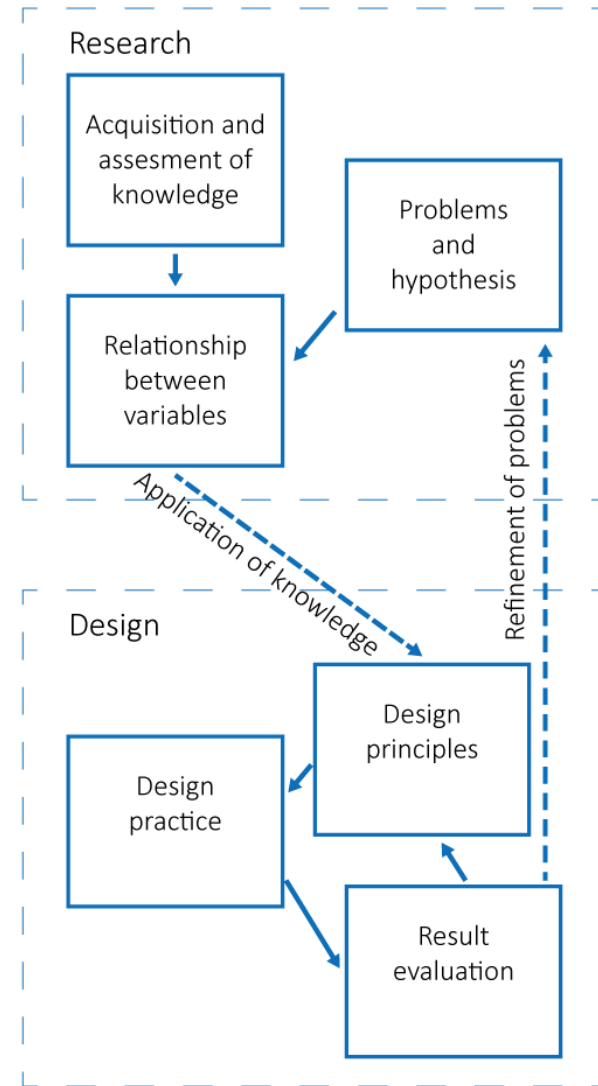 Research
Acquisition and
assesment of
knowledge
Problems
and
hypothesis
Relationship
between
variables
Application of knowledge
Refinement of problems
Design
Design
principles
Design
practice
Result
evaluation